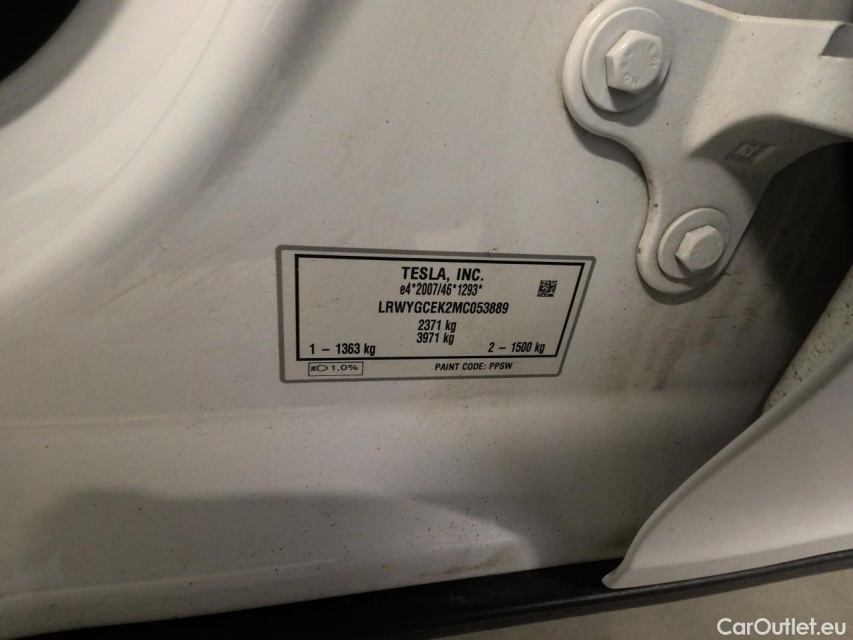 TESLA, INC.
e4*2007/46*1293*
LRWYGCEK2MC053889
2371 kg
3971 kg
1 – 1363 kg 2 – 1500 kg
1.0% PAINT CODE: PPSW
CarOutlet.eu